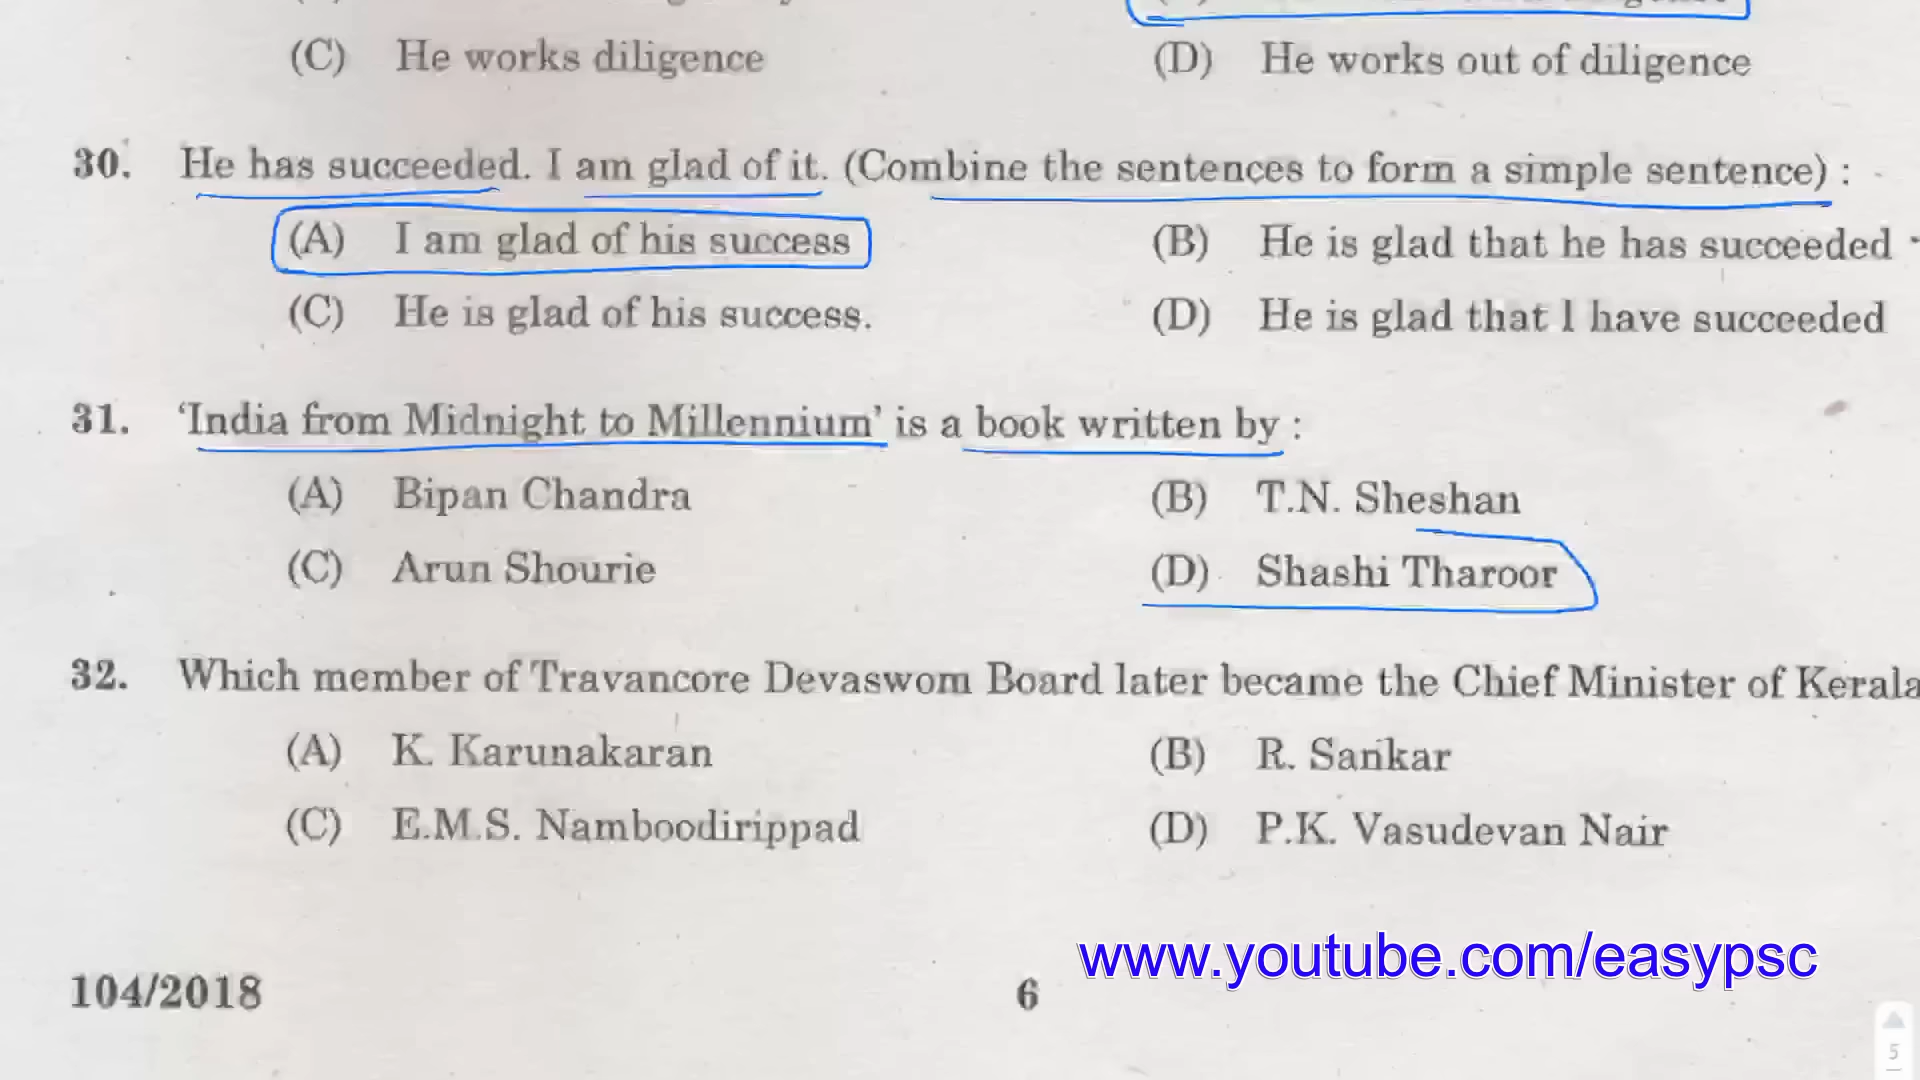 (C) He works diligence (D) He works out of diligence
30. He has succeeded. I am glad of it. (Combine the sentences to form a simple sentence) :
(A) I am glad of his success (B) He is glad that he has succeeded
(C) He is glad of his success. (D) He is glad that I have succeeded
31. ‘India from Midnight to Millennium’ is a book written by :
(A) Bipan Chandra (B) T.N. Sheshan
(C) Arun Shourie (D) Shashi Tharoor
32. Which member of Travancore Devaswom Board later became the Chief Minister of Kerala
(A) K. Karunakaran (B) R. Sankar
(C) E.M.S. Namboodirippad (D) P.K. Vasudevan Nair
www.youtube.com/easypsc
104/2018 6
5